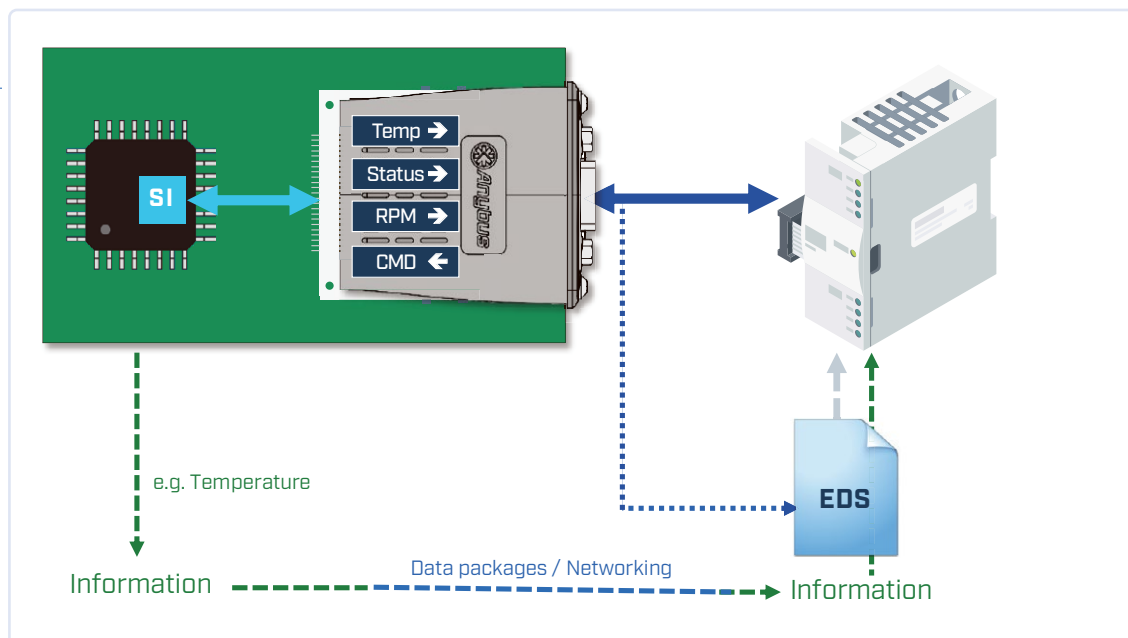 Temp
Status
RPM
CMD
Anybus
SI
e.g. Temperature
EDS
Information
Data packages / Networking
Information